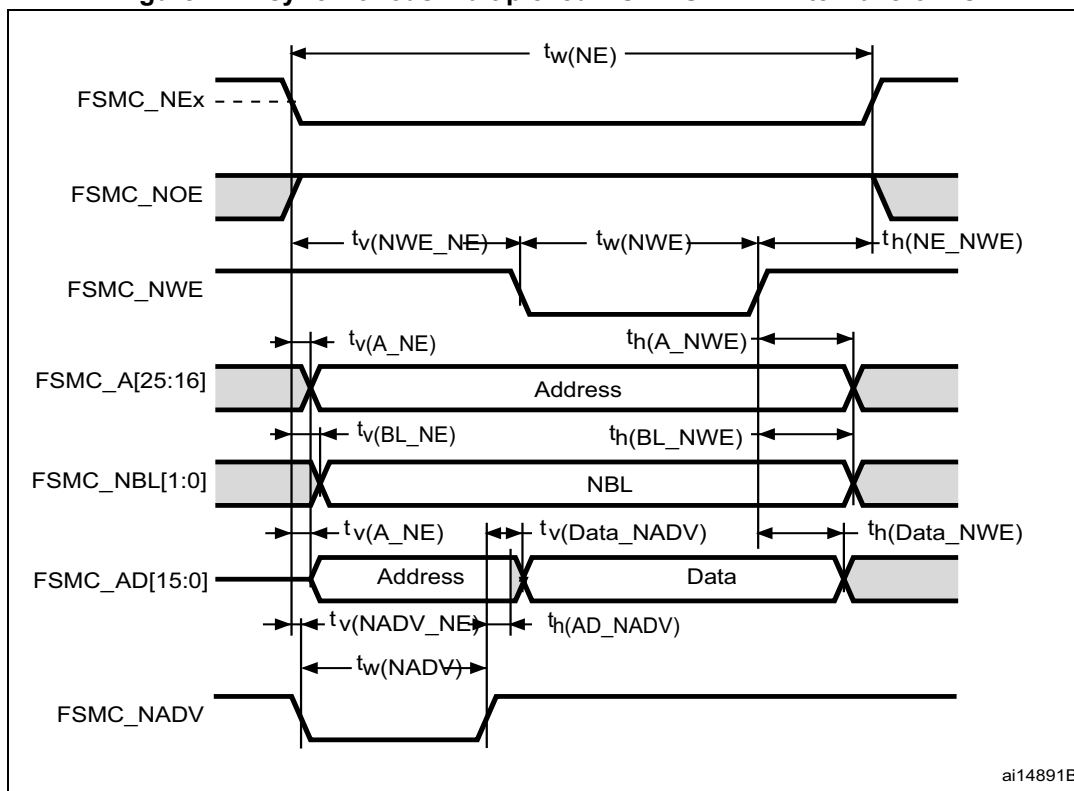 tw(NE)
FSMC_NEx
FSMC_NOE
tv(NWE_NE)
tw(NWE)
th(NE_NWE)
FSMC_NWE
tv(A_NE)
th(A_NWE)
FSMC_A[25:16]
Address
tv(BL_NE)
th(BL_NWE)
FSMC_NBL[1:0]
NBL
tv(A_NE)
tv(Data_NADV)
th(Data_NWE)
FSMC_AD[15:0]
Address
Data
tv(NADV_NE)
th(AD_NADV)
tw(NADV)
FSMC_NADV
ai14891B